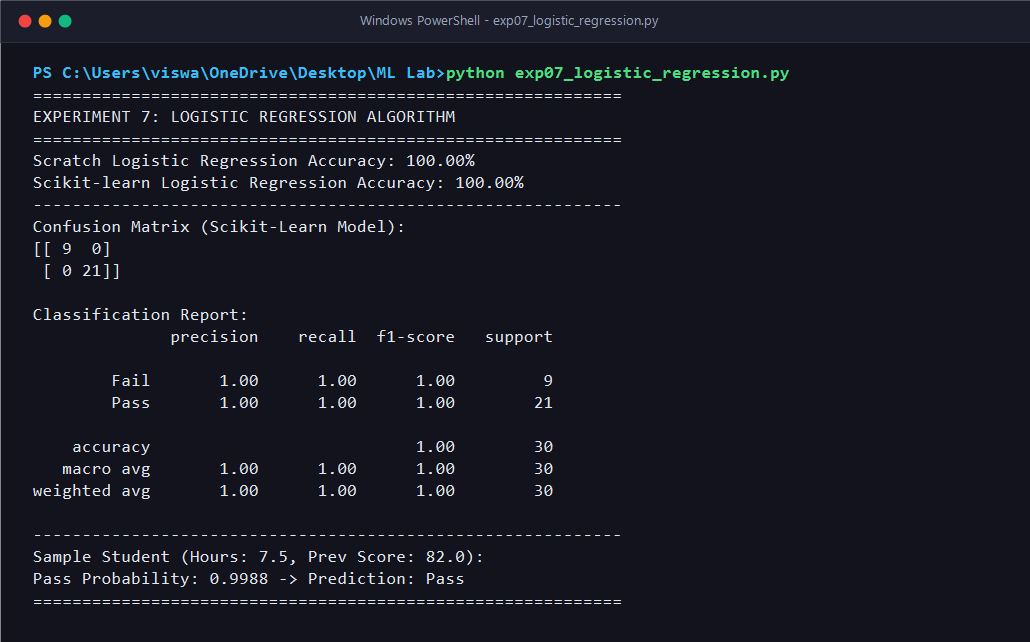 Windows PowerShell - exp07_logistic_regression.py
PS C:\Users\viswa\OneDrive\Desktop\ML Lab>python exp07_logistic_regression.py
============================================================
EXPERIMENT 7: LOGISTIC REGRESSION ALGORITHM
============================================================
Scratch Logistic Regression Accuracy: 100.00%
Scikit-learn Logistic Regression Accuracy: 100.00%
------------------------------------------------------------
Confusion Matrix (Scikit-Learn Model):
[[ 9  0]
 [ 0 21]]

Classification Report:
              precision    recall  f1-score   support

        Fail       1.00      1.00      1.00         9
        Pass       1.00      1.00      1.00        21

    accuracy                           1.00        30
   macro avg       1.00      1.00      1.00        30
weighted avg       1.00      1.00      1.00        30

------------------------------------------------------------
Sample Student (Hours: 7.5, Prev Score: 82.0):
Pass Probability: 0.9988 -> Prediction: Pass
============================================================